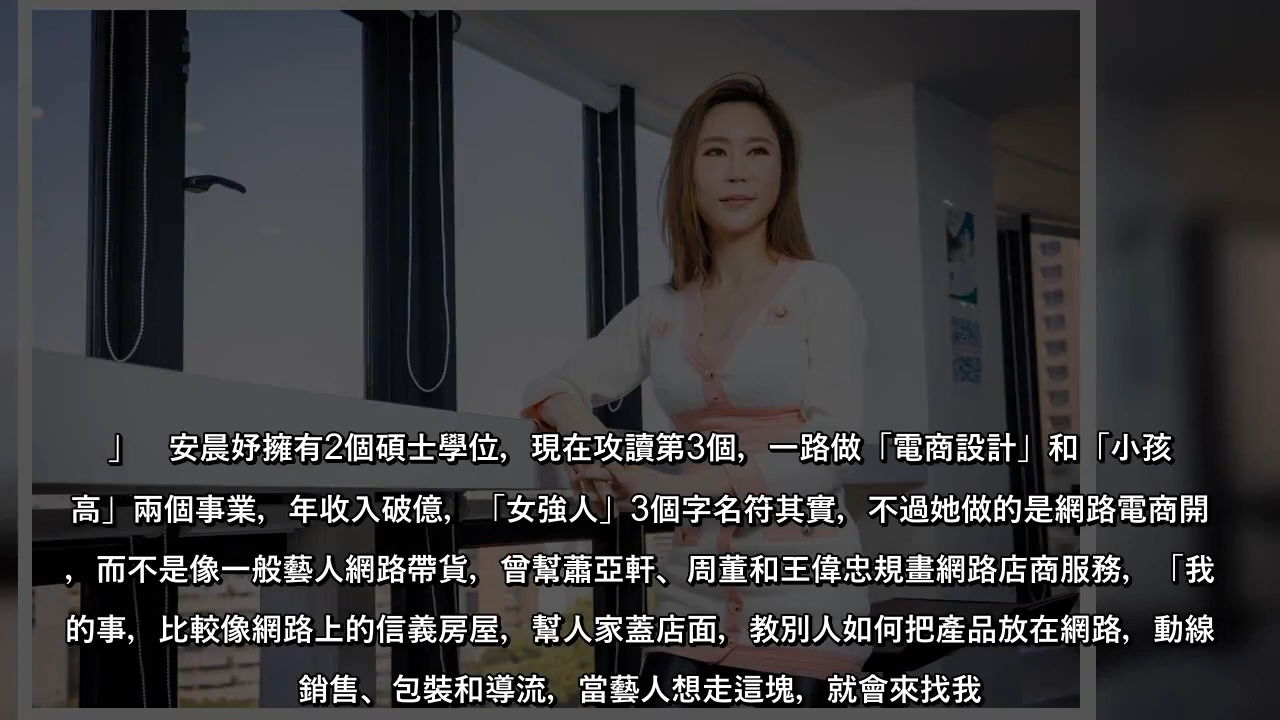 」　安晨妤擁有2個碩士學位，現在攻讀第3個，一路做「電商設計」和「小孩
高」兩個事業，年收入破億，「女強人」3個字名符其實，不過她做的是網路電商開
，而不是像一般藝人網路帶貨，曾幫蕭亞軒、周董和王偉忠規畫網路店商服務，「我
的事，比較像網路上的信義房屋，幫人家蓋店面，教別人如何把產品放在網路，動線
銷售、包裝和導流，當藝人想走這塊，就會來找我